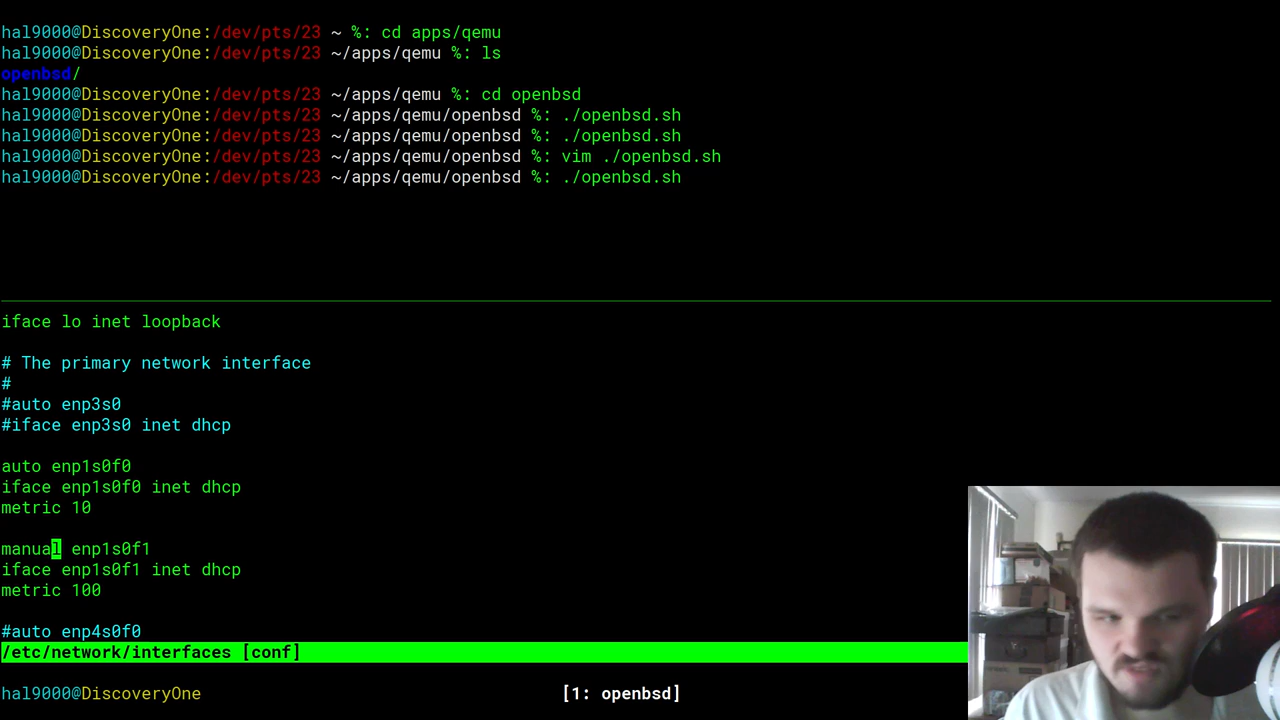 hal9000@DiscoveryOne:/dev/pts/23 ~ %: cd apps/qemu
hal9000@DiscoveryOne:/dev/pts/23 ~/apps/qemu %: ls
openbsd/
hal9000@DiscoveryOne:/dev/pts/23 ~/apps/qemu %: cd openbsd
hal9000@DiscoveryOne:/dev/pts/23 ~/apps/qemu/openbsd %: ./openbsd.sh
hal9000@DiscoveryOne:/dev/pts/23 ~/apps/qemu/openbsd %: ./openbsd.sh
hal9000@DiscoveryOne:/dev/pts/23 ~/apps/qemu/openbsd %: vim ./openbsd.sh
hal9000@DiscoveryOne:/dev/pts/23 ~/apps/qemu/openbsd %: ./openbsd.sh
iface lo inet loopback
# The primary network interface
#
#auto enp3s0
#iface enp3s0 inet dhcp
auto enp1s0f0
iface enp1s0f0 inet dhcp
metric 10
manual enp1s0f1
iface enp1s0f1 inet dhcp
metric 100
#auto enp4s0f0
/etc/network/interfaces [conf]
hal9000@DiscoveryOne [1: openbsd]